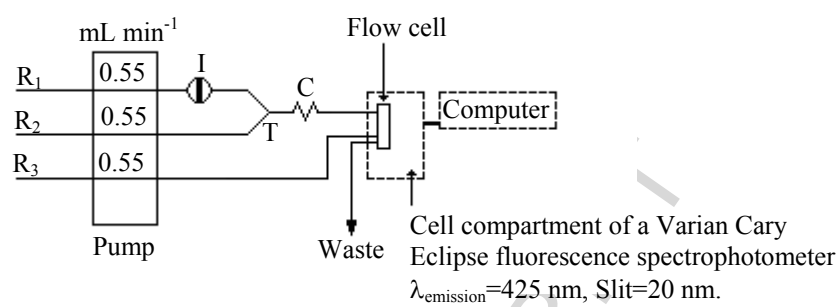 mL min⁻¹
Flow cell
R₁
0.55
I
C
R₂
0.55
T
Computer
R₃
0.55
Pump
Waste
Cell compartment of a Varian Cary
Eclipse fluorescence spectrophotometer
λemission=425 nm, Slit=20 nm.